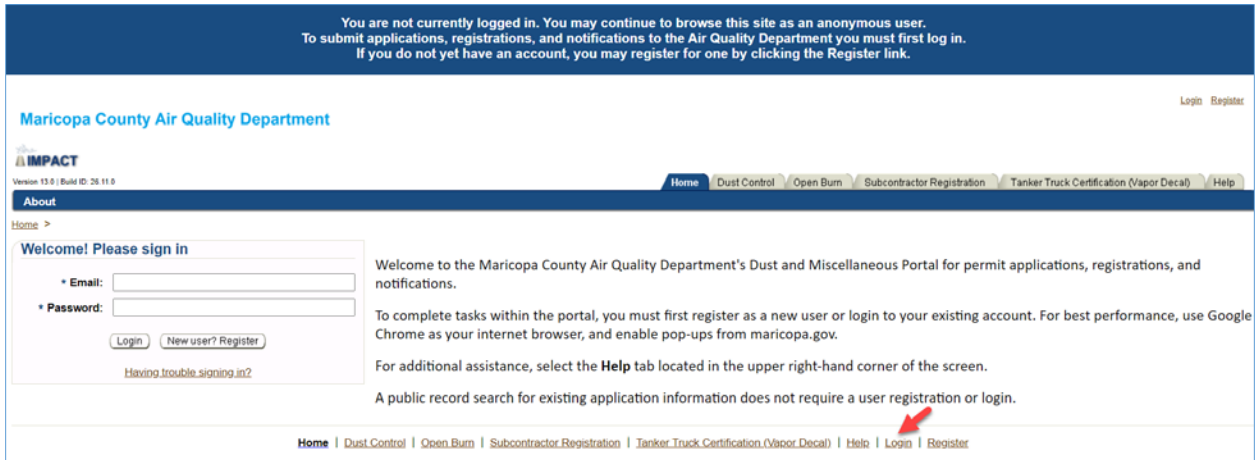 You are not currently logged in. You may continue to browse this site as an anonymous user.
To submit applications, registrations, and notifications to the Air Quality Department you must first log in.
If you do not yet have an account, you may register for one by clicking the Register link.
Login Register
Maricopa County Air Quality Department
IMPACT
Version 13.0 | Build ID: 26.11.0
Home Dust Control Open Burn Subcontractor Registration Tanker Truck Certification (Vapor Decal) Help
About
Home >
Welcome! Please sign in
* Email:
* Password:
Login New user? Register
Having trouble signing in?
Welcome to the Maricopa County Air Quality Department's Dust and Miscellaneous Portal for permit applications, registrations, and
notifications.
To complete tasks within the portal, you must first register as a new user or login to your existing account. For best performance, use Google
Chrome as your internet browser, and enable pop-ups from maricopa.gov.
For additional assistance, select the Help tab located in the upper right-hand corner of the screen.
A public record search for existing application information does not require a user registration or login.
Home | Dust Control | Open Burn | Subcontractor Registration | Tanker Truck Certification (Vapor Decal) | Help | Login | Register